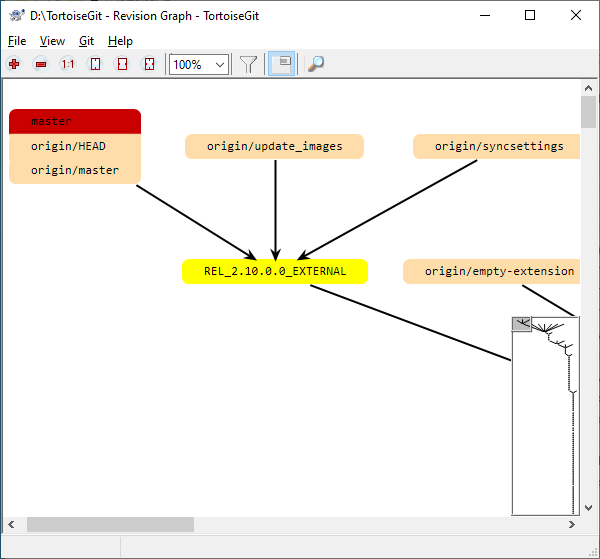 D:\TortoiseGit - Revision Graph - TortoiseGit
File View Git Help
1:1 100%
master
origin/HEAD
origin/master
origin/update_images
origin/syncsettings
REL_2.10.0.0_EXTERNAL
origin/empty-extension